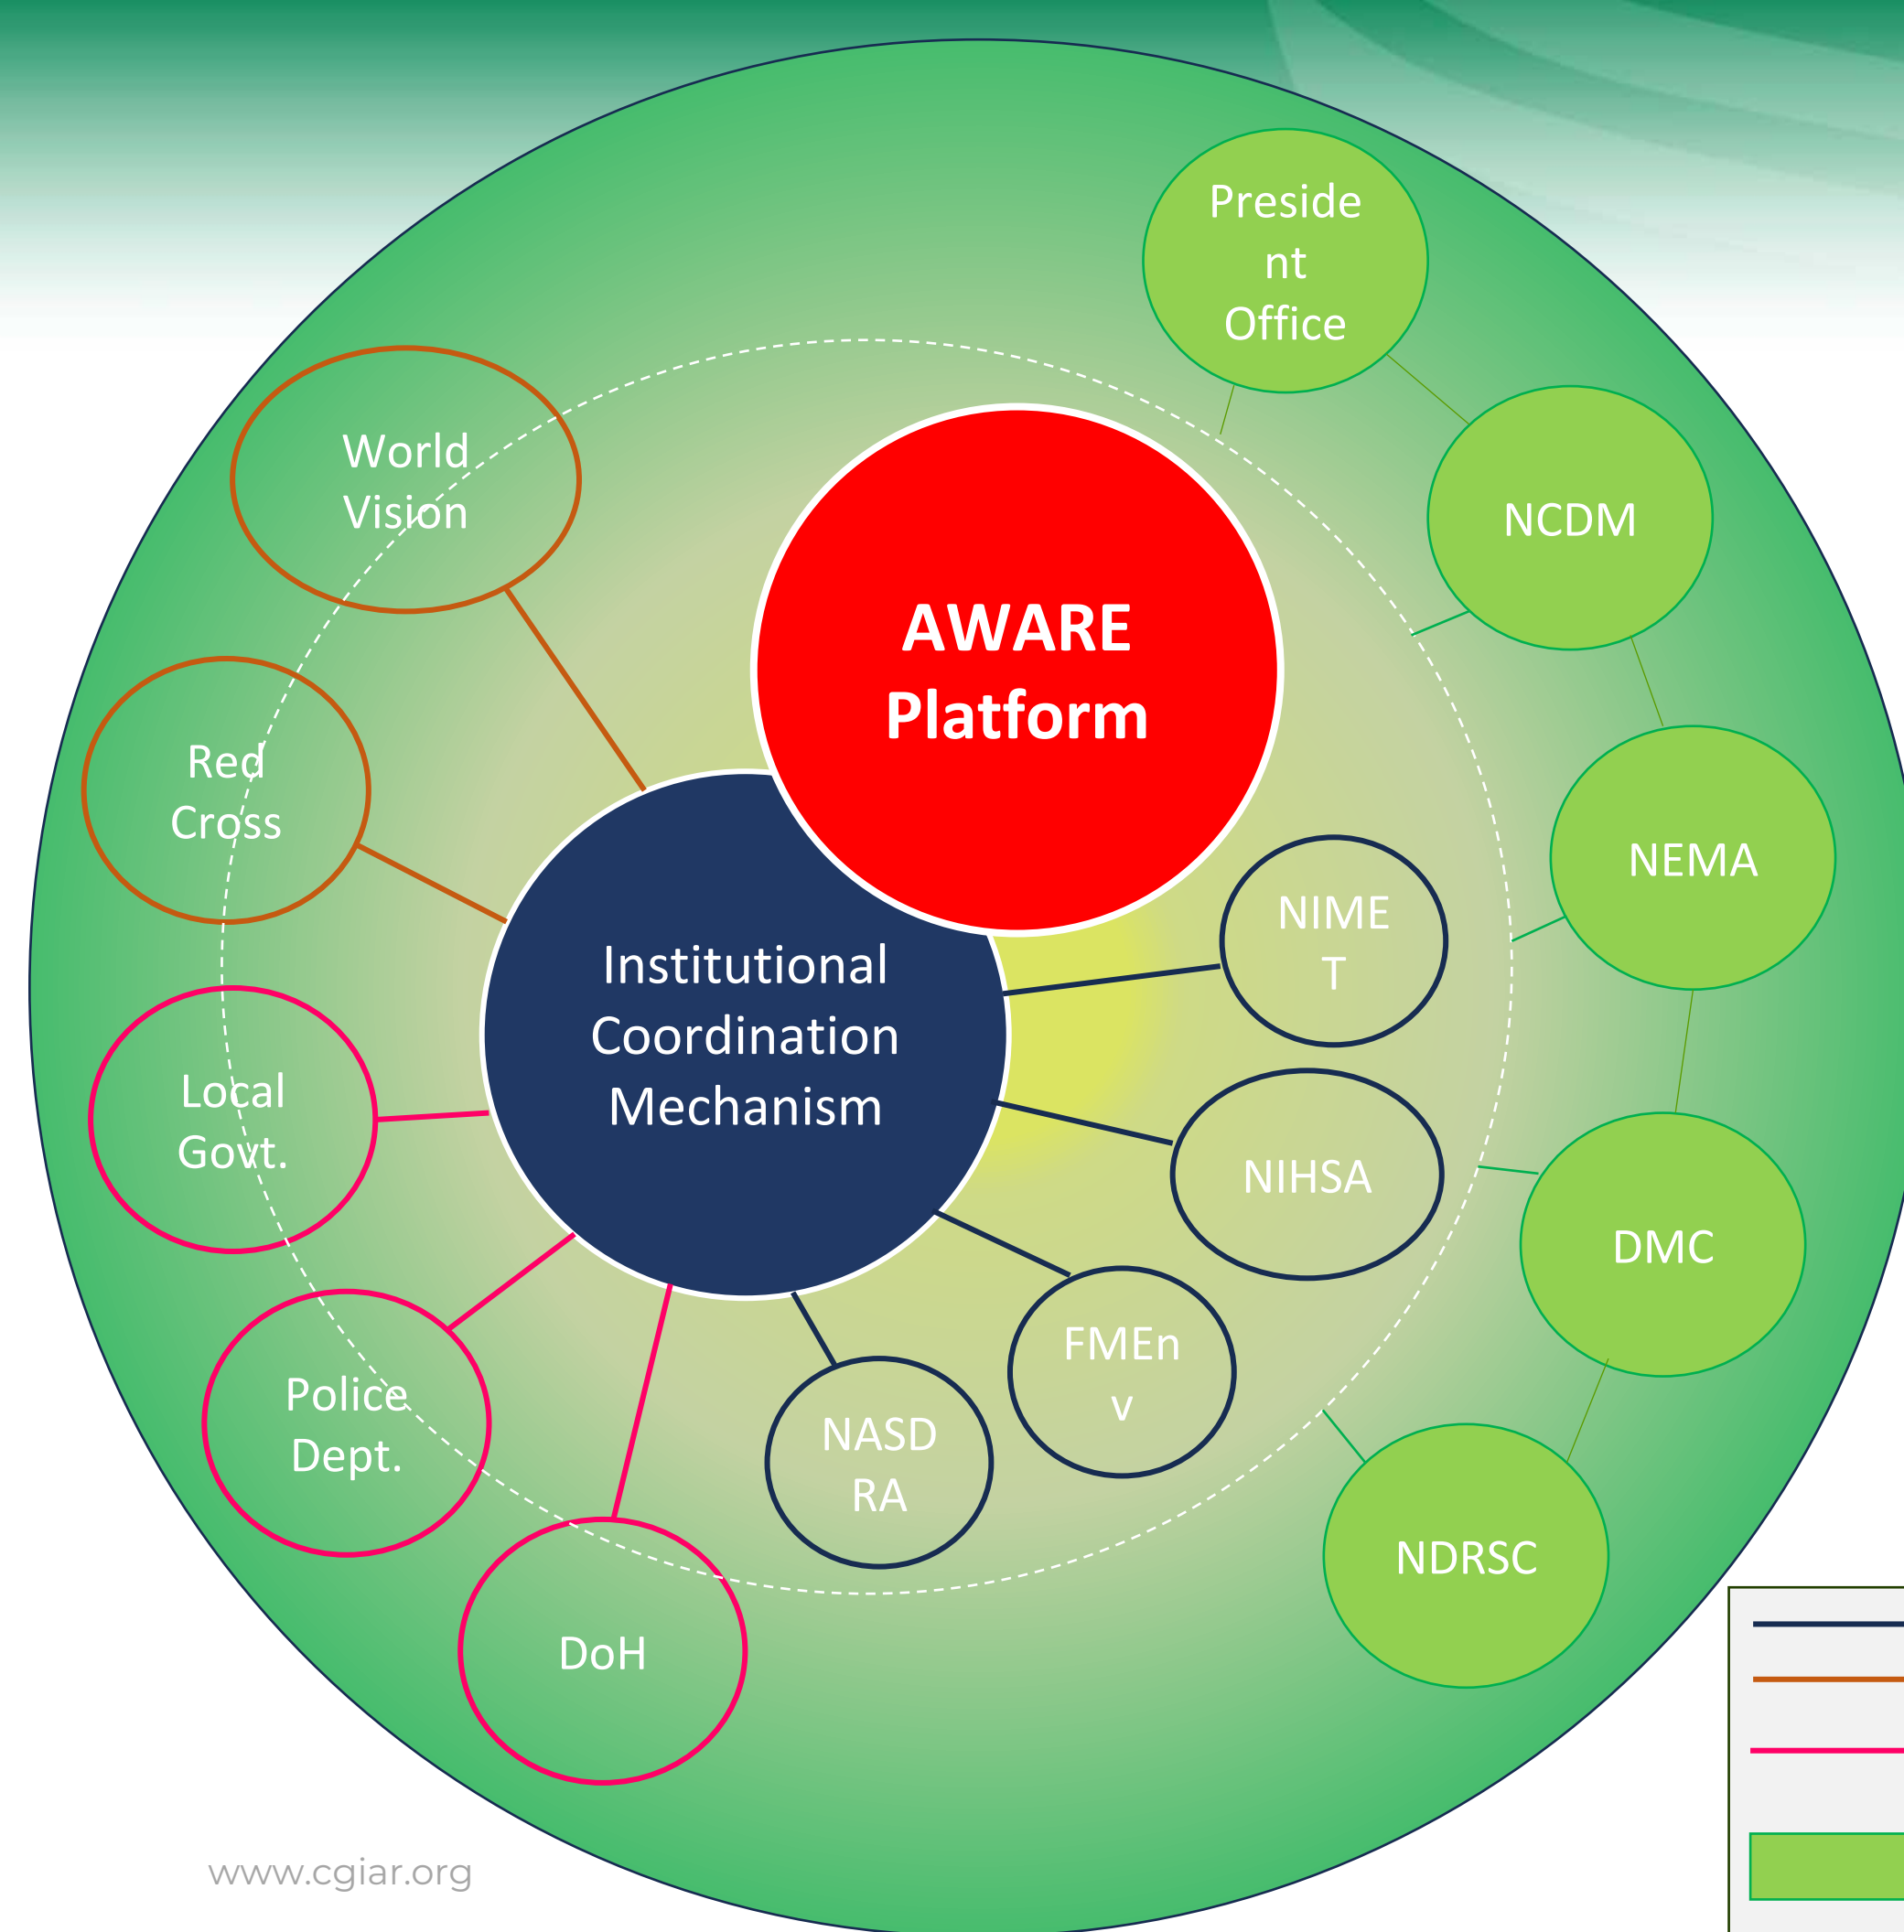 Preside
nt
Office
World
Vision
NCDM
AWARE
Platform
Red
Cross
NEMA
NIME
T
Institutional
Coordination
Mechanism
Local
Govt.
NIHSA
DMC
FMEn
v
Police
Dept.
NASD
RA
NDRSC
DoH
www.cgiar.org